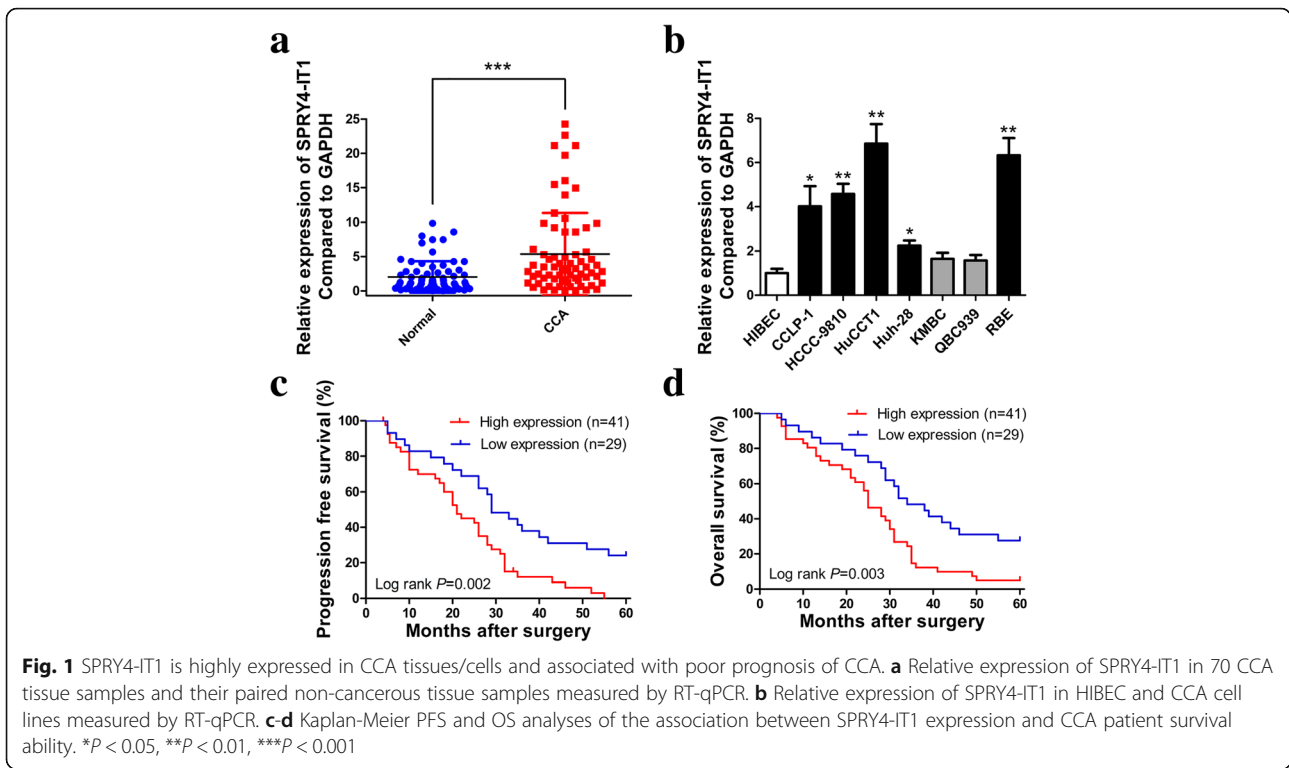 a
***
Relative expression of SPRY4-IT1
Compared to GAPDH
25
20
15
10
5
0
Normal
CCA
b
Relative expression of SPRY4-IT1
Compared to GAPDH
8
6
4
2
0
*
**
**
*
**
HIBEC
CCLP-1
HCCC-9810
HuCCT1
Huh-28
KMBC
QBC939
RBE
c
Progression free survival (%)
100
80
60
40
20
0
High expression (n=41)
Low expression (n=29)
Log rank P=0.002
0 10 20 30 40 50 60
Months after surgery
d
Overall survival (%)
100
80
60
40
20
0
High expression (n=41)
Low expression (n=29)
Log rank P=0.003
0 10 20 30 40 50 60
Months after surgery
Fig. 1 SPRY4-IT1 is highly expressed in CCA tissues/cells and associated with poor prognosis of CCA. a Relative expression of SPRY4-IT1 in 70 CCA
tissue samples and their paired non-cancerous tissue samples measured by RT-qPCR. b Relative expression of SPRY4-IT1 in HIBEC and CCA cell
lines measured by RT-qPCR. c-d Kaplan-Meier PFS and OS analyses of the association between SPRY4-IT1 expression and CCA patient survival
ability. *P < 0.05, **P < 0.01, ***P < 0.001